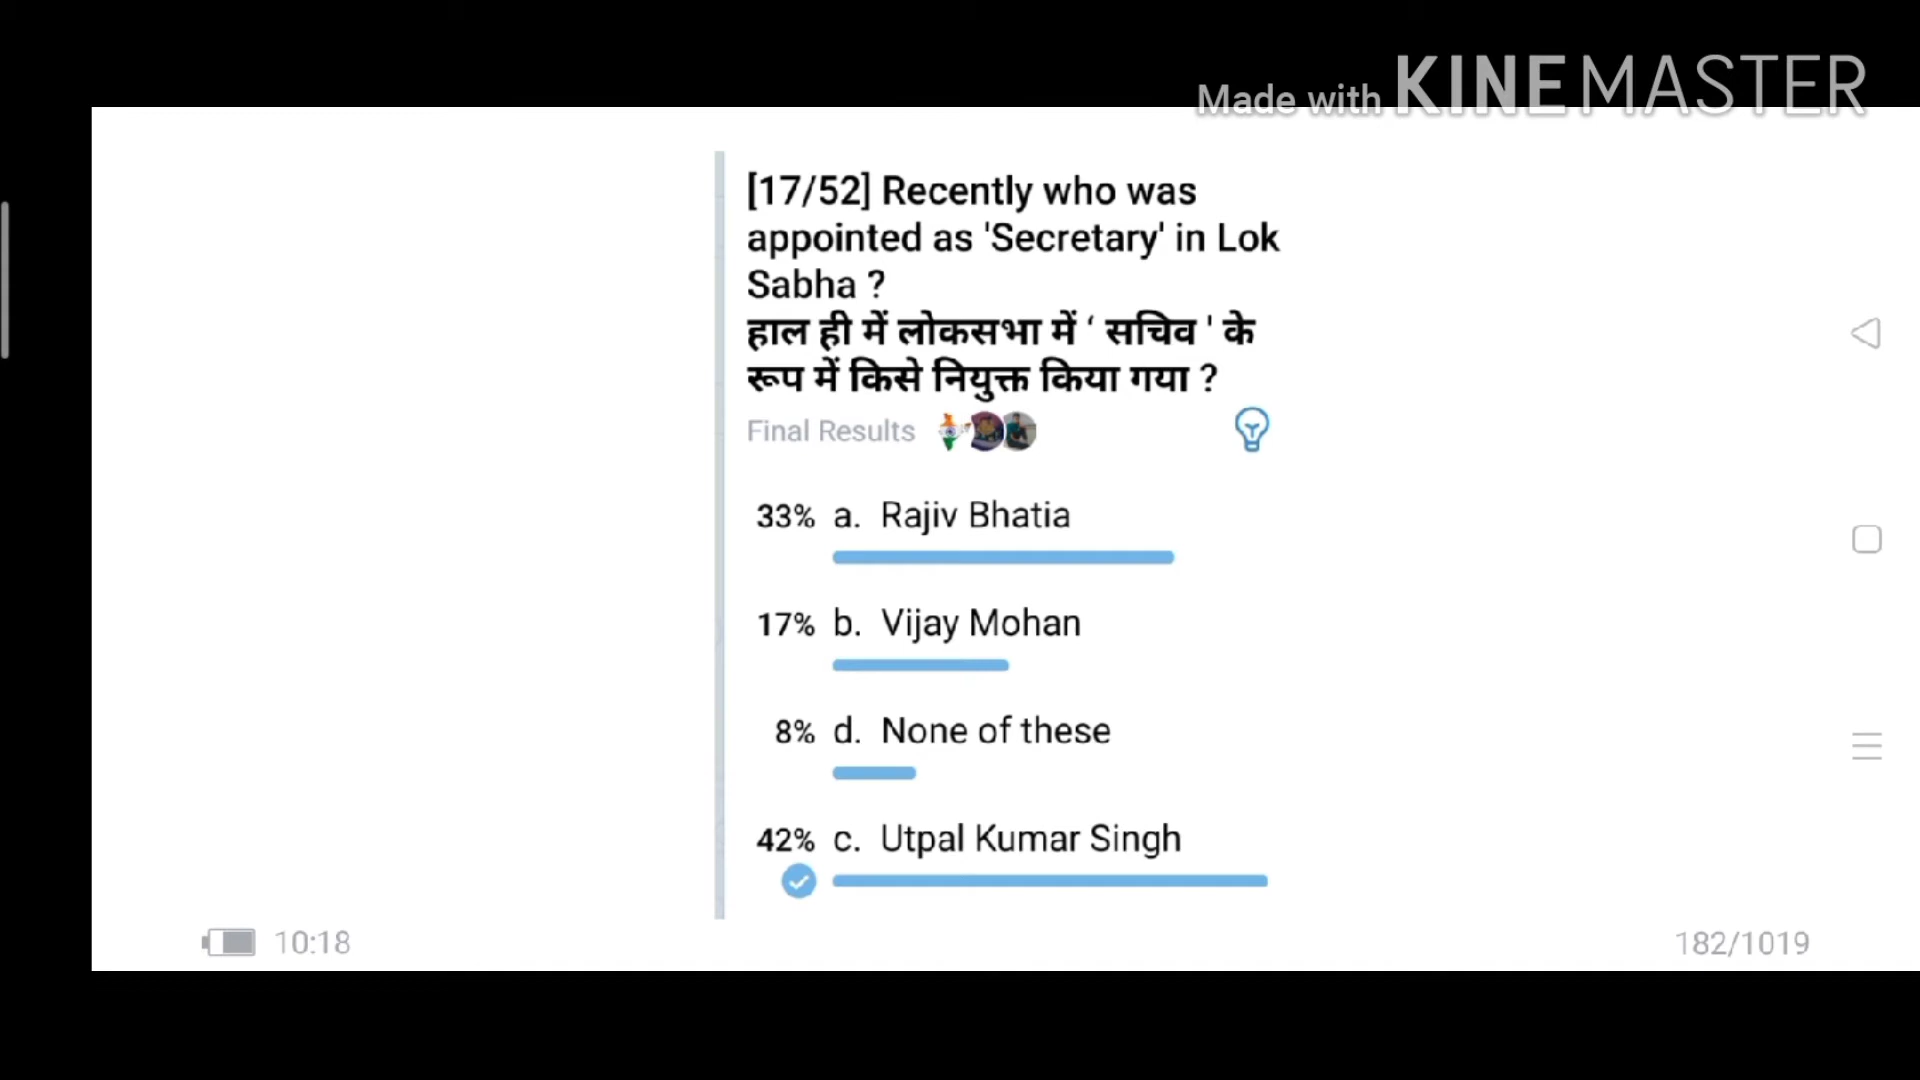 Made with KINEMASTER
[17/52] Recently who was
appointed as 'Secretary' in Lok
Sabha ?
हाल ही में लोकसभा में ‘ सचिव ' के
रूप में किसे नियुक्त किया गया ?
Final Results
33% a. Rajiv Bhatia
17% b. Vijay Mohan
8% d. None of these
42% c. Utpal Kumar Singh
10:18
182/1019